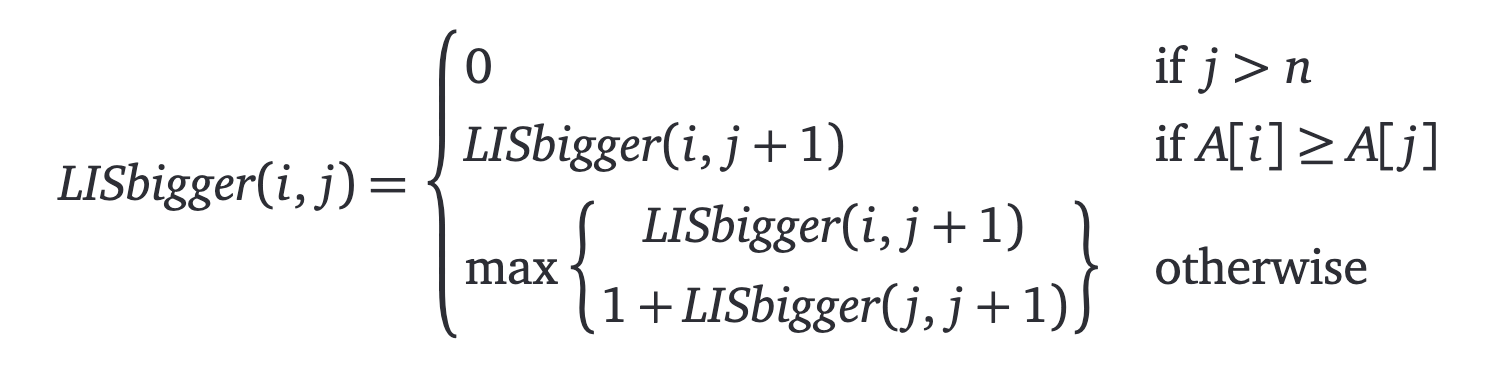 0 if j > n
LISbigger(i, j + 1) if A[i] ≥ A[j]
LISbigger(i, j) =
LISbigger(i, j + 1)
max { } otherwise
1 + LISbigger(j, j + 1)